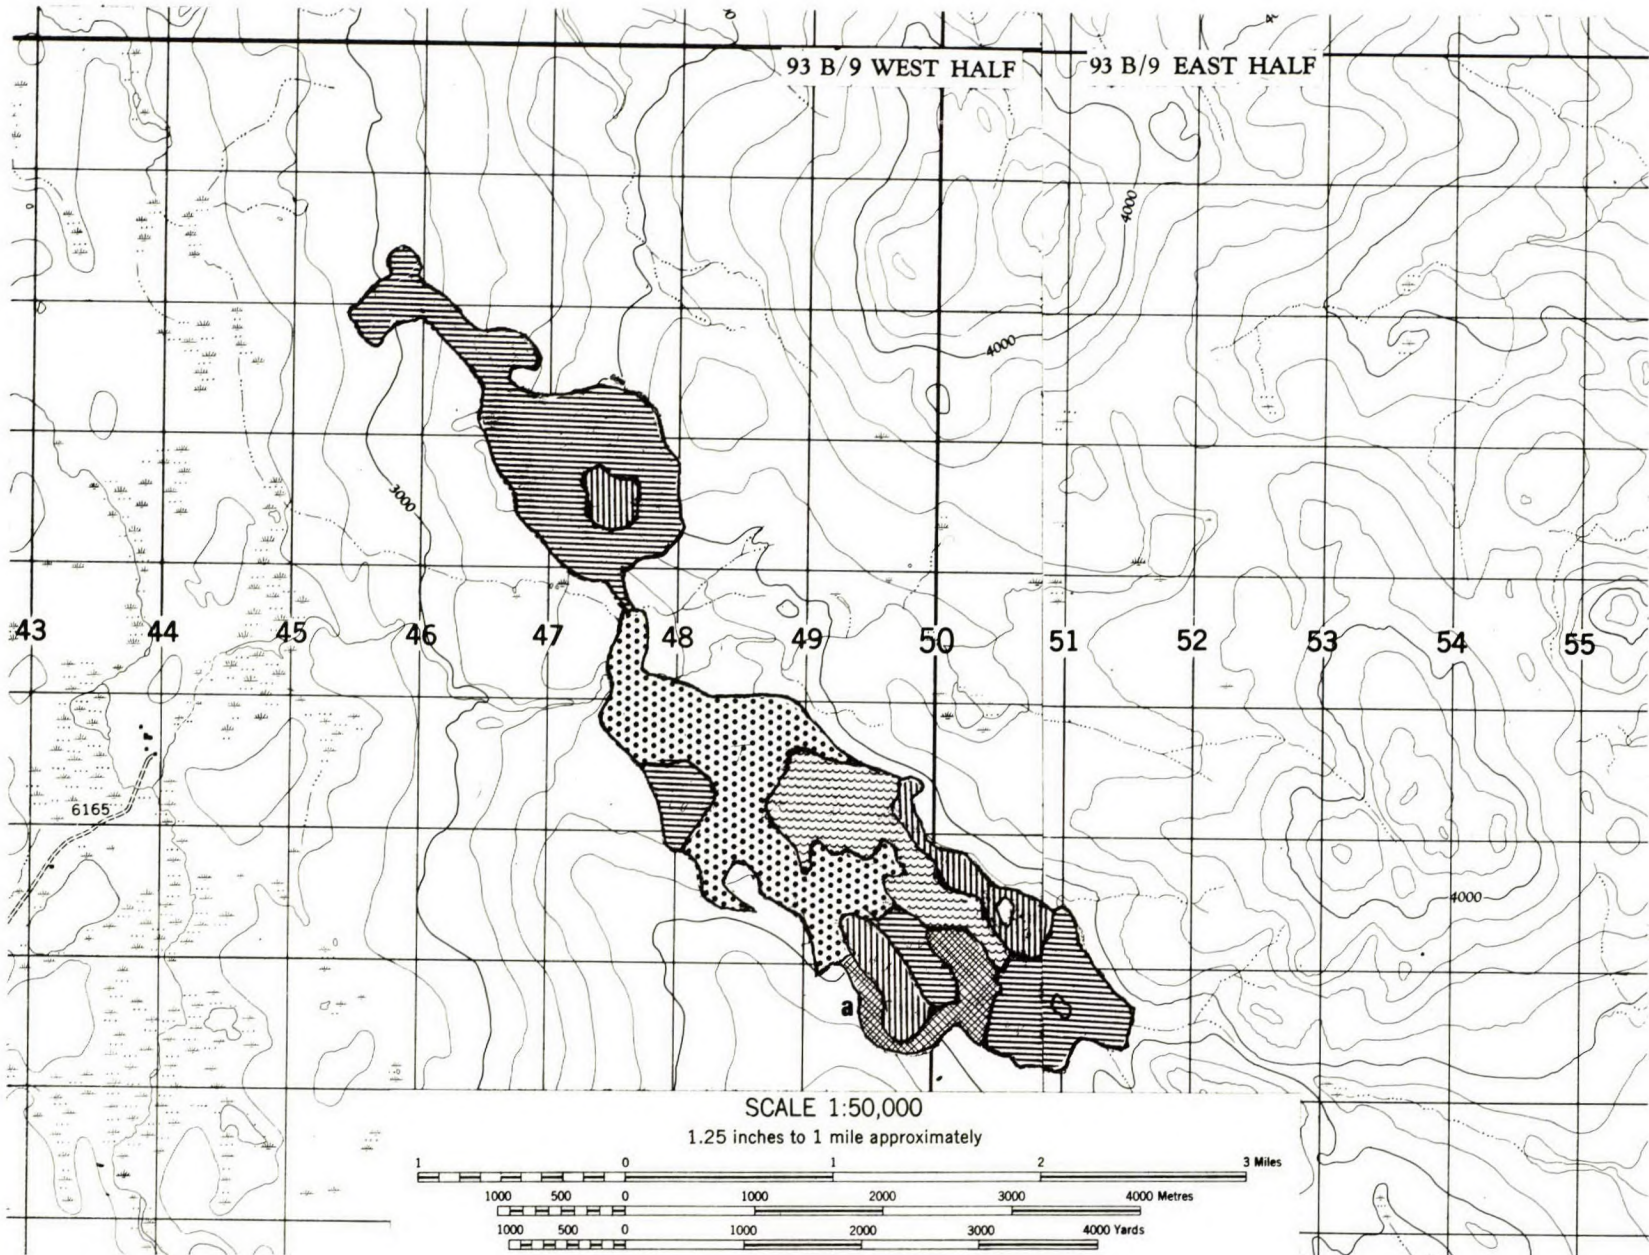 93 B/9 WEST HALF
93 B/9 EAST HALF
4000
4000
3000
43 44 45 46 47 48 49 50 51 52 53 54 55
6165
4000
a
SCALE 1:50,000
1.25 inches to 1 mile approximately
1 0 1 2 3 Miles
1000 500 0 1000 2000 3000 4000 Metres
1000 500 0 1000 2000 3000 4000 Yards